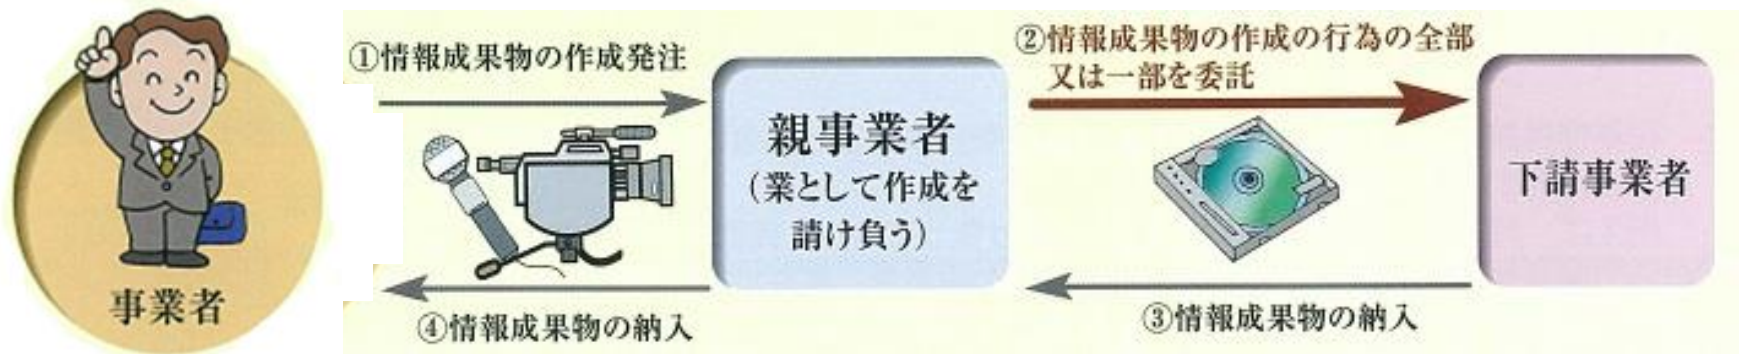 事業者
①情報成果物の作成発注
親事業者
（業として作成を
請け負う）
②情報成果物の作成の行為の全部
又は一部を委託
下請事業者
③情報成果物の納入
④情報成果物の納入